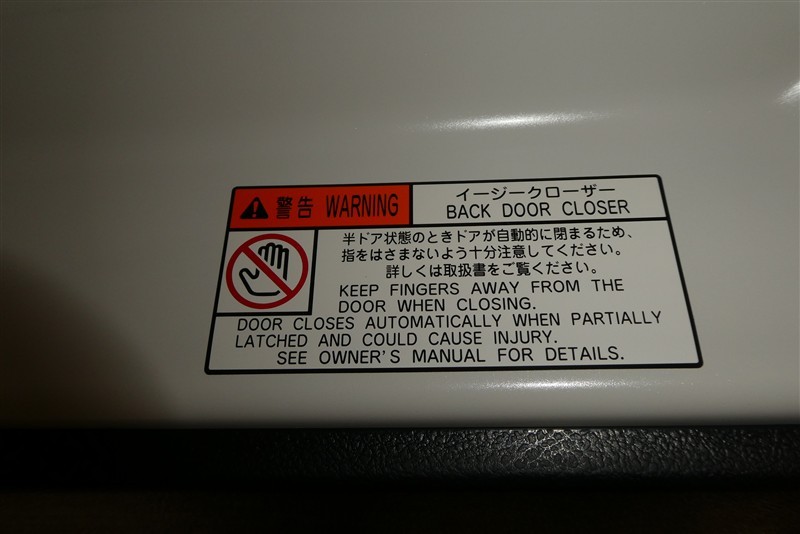 警告 WARNING
イージークローザー
BACK DOOR CLOSER
半ドア状態のときドアが自動的に閉まるため、
指をはさまないよう十分注意してください。
詳しくは取扱書をご覧ください。
KEEP FINGERS AWAY FROM THE
DOOR WHEN CLOSING.
DOOR CLOSES AUTOMATICALLY WHEN PARTIALLY
LATCHED AND COULD CAUSE INJURY.
SEE OWNER'S MANUAL FOR DETAILS.